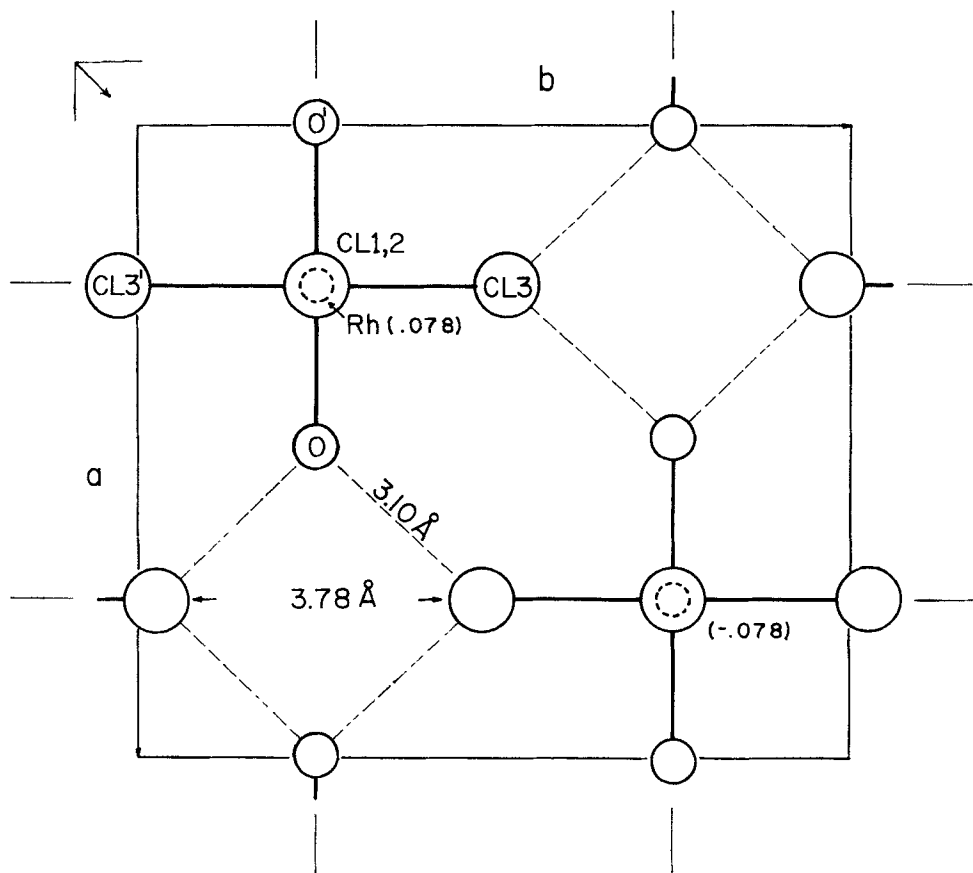 b
O'
CL1,2
CL3'
CL3
Rh (.078)
O
a
3.10 Å
3.78 Å
(-.078)